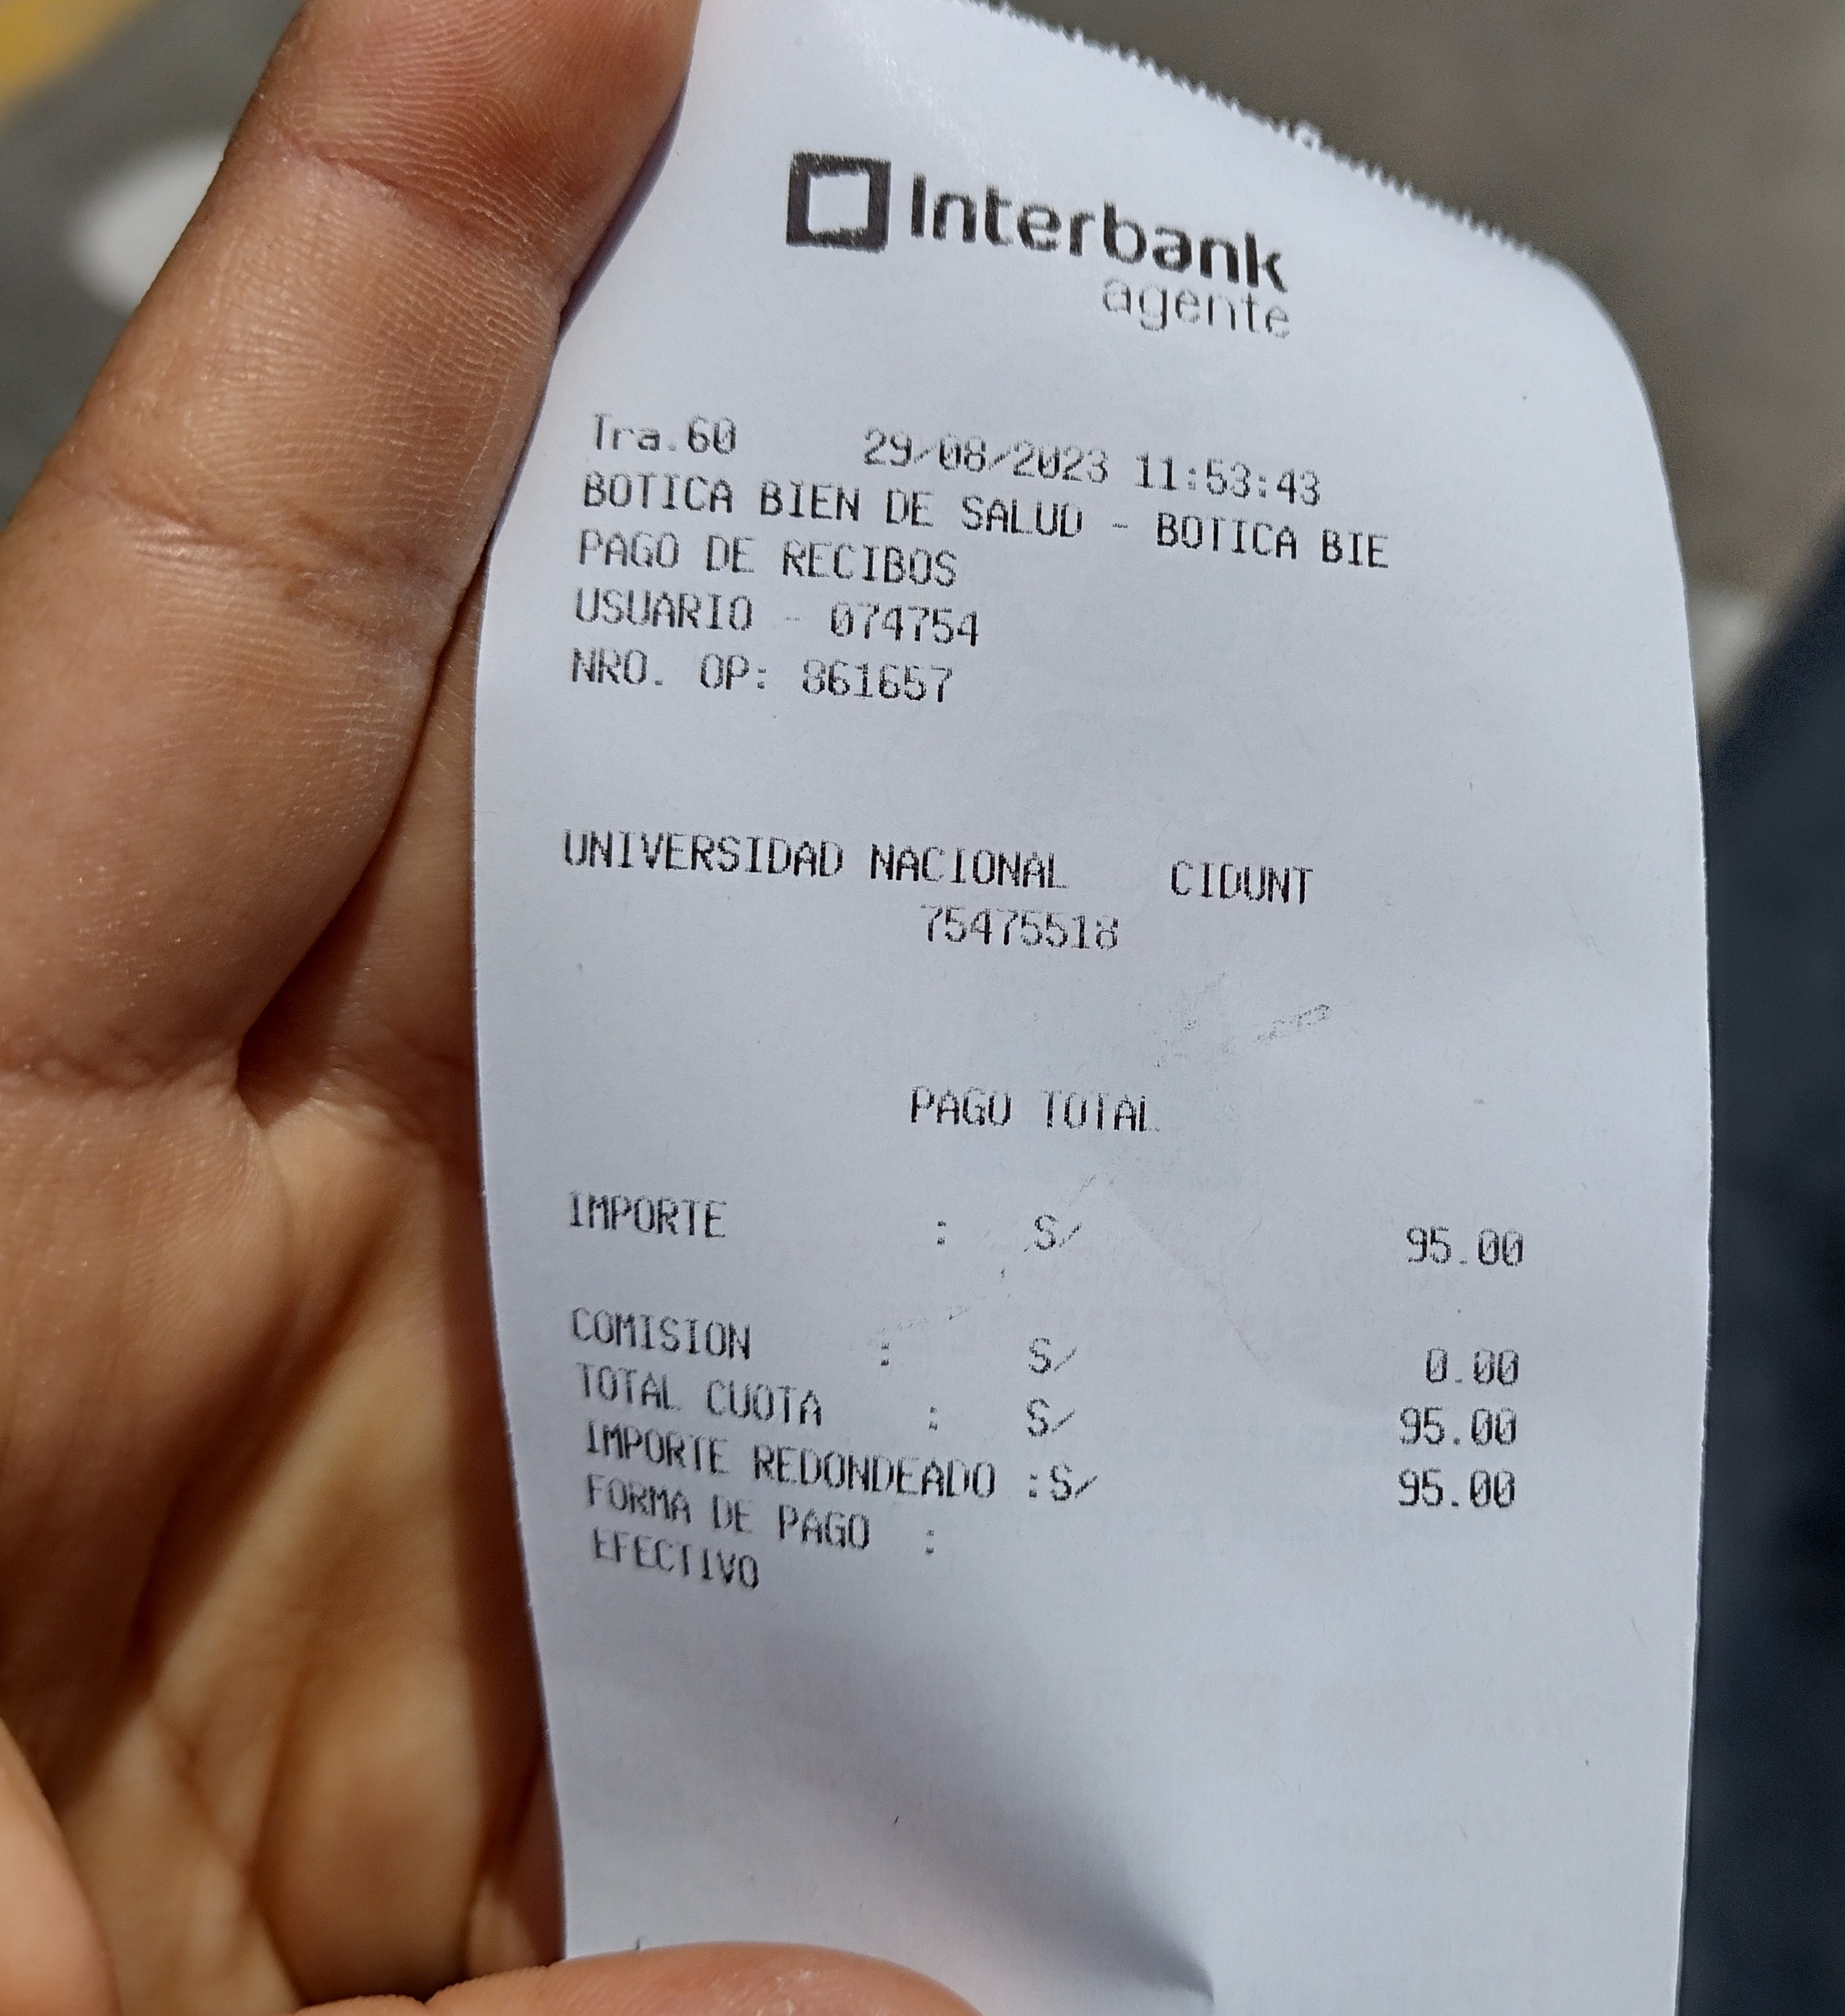 Interbank
agente
Tra.60 29/08/2023 11:53:43
BOTICA BIEN DE SALUD - BOTICA BIE
PAGO DE RECIBOS
USUARIO - 074754
NRO. OP: 861657
UNIVERSIDAD NACIONAL CIDUNT
75475518
PAGO TOTAL
IMPORTE : S/ 95.00
COMISION : S/ 0.00
TOTAL CUOTA : S/ 95.00
IMPORTE REDONDEADO :S/ 95.00
FORMA DE PAGO :
EFECTIVO